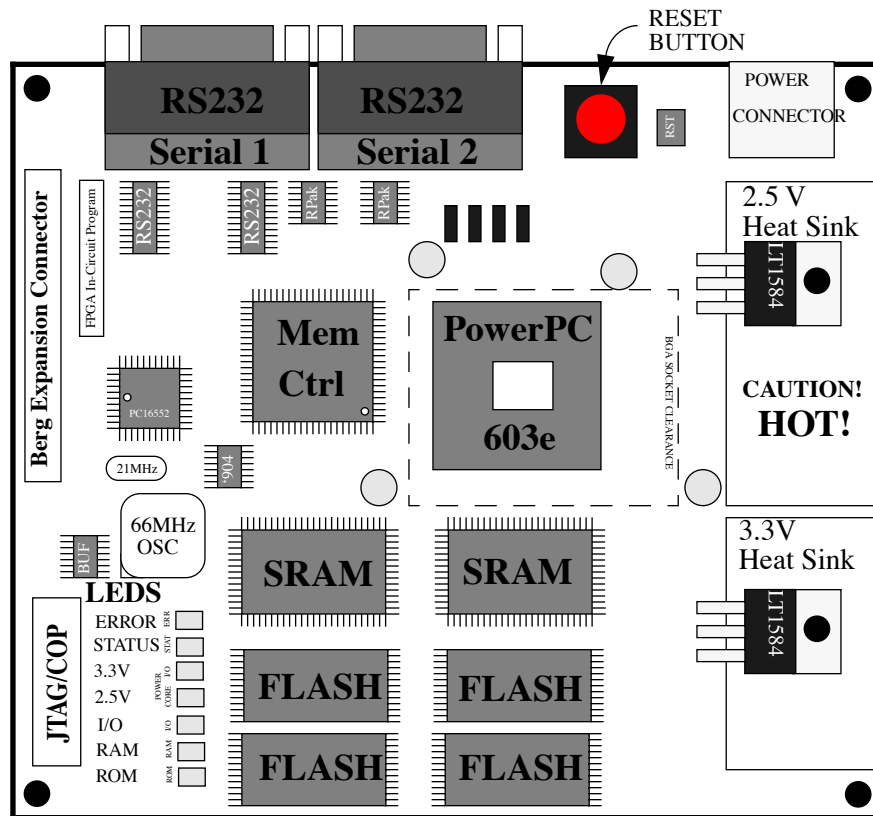 RESET
BUTTON
RS232
Serial 1
RS232
Serial 2
RST
POWER
CONNECTOR
Berg Expansion Connector
FPGA In-Circuit Program
RS232
RS232
RPak
RPak
2.5 V
Heat Sink
LT1584
CAUTION!
HOT!
Mem
Ctrl
PowerPC
603e
BGA SOCKET CLEARANCE
PC16552
21MHz
'904
66MHz
OSC
BUF
SRAM
SRAM
3.3V
Heat Sink
LT1584
JTAG/COP
LEDS
ERROR
ERR
STATUS
STAT
3.3V
I/O
2.5V
POWER
CORE
I/O
I/O
RAM
RAM
ROM
ROM
FLASH
FLASH
FLASH
FLASH